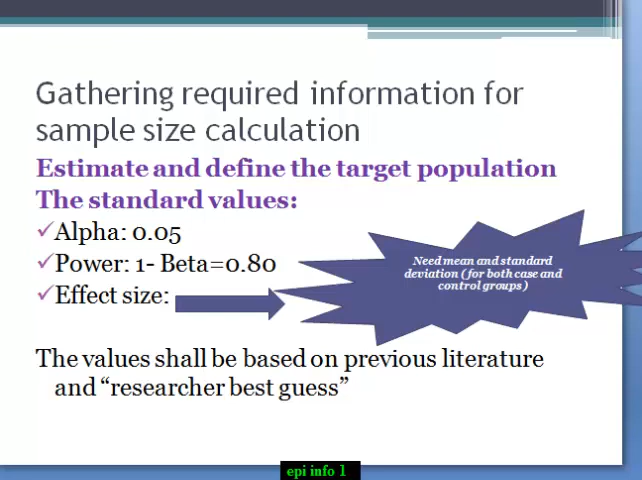 Gathering required information for
sample size calculation
Estimate and define the target population
The standard values:
✓Alpha: 0.05
✓Power: 1- Beta=0.80
✓Effect size:
Need mean and standard
deviation (for both case and
control groups)
The values shall be based on previous literature
and “researcher best guess”
epi info 1